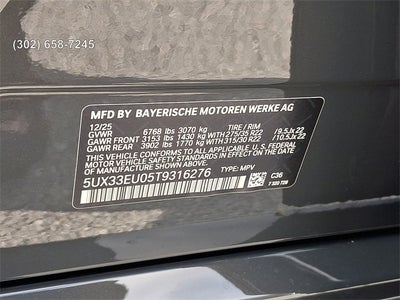 (302) 658-7245
MFD BY BAYERISCHE MOTOREN WERKE AG
12/25
GVWR 6768 lbs 3070 kg TIRE / RIM
GAWR FRONT 3153 lbs 1430 kg WITH 275/35 R22 / 9.5Jx22
GAWR REAR 3902 lbs 1770 kg WITH 315/30 R22 / 10.5Jx22
THIS VEHICLE CONFORMS TO ALL APPLICABLE U.S. FEDERAL
SAFETY AND THEFT PREVENTION STANDARDS IN EFFECT
ON THE DATE OF MANUFACTURE SHOWN ABOVE.
5UX33EU05T9316276 TYPE: MPV
C36